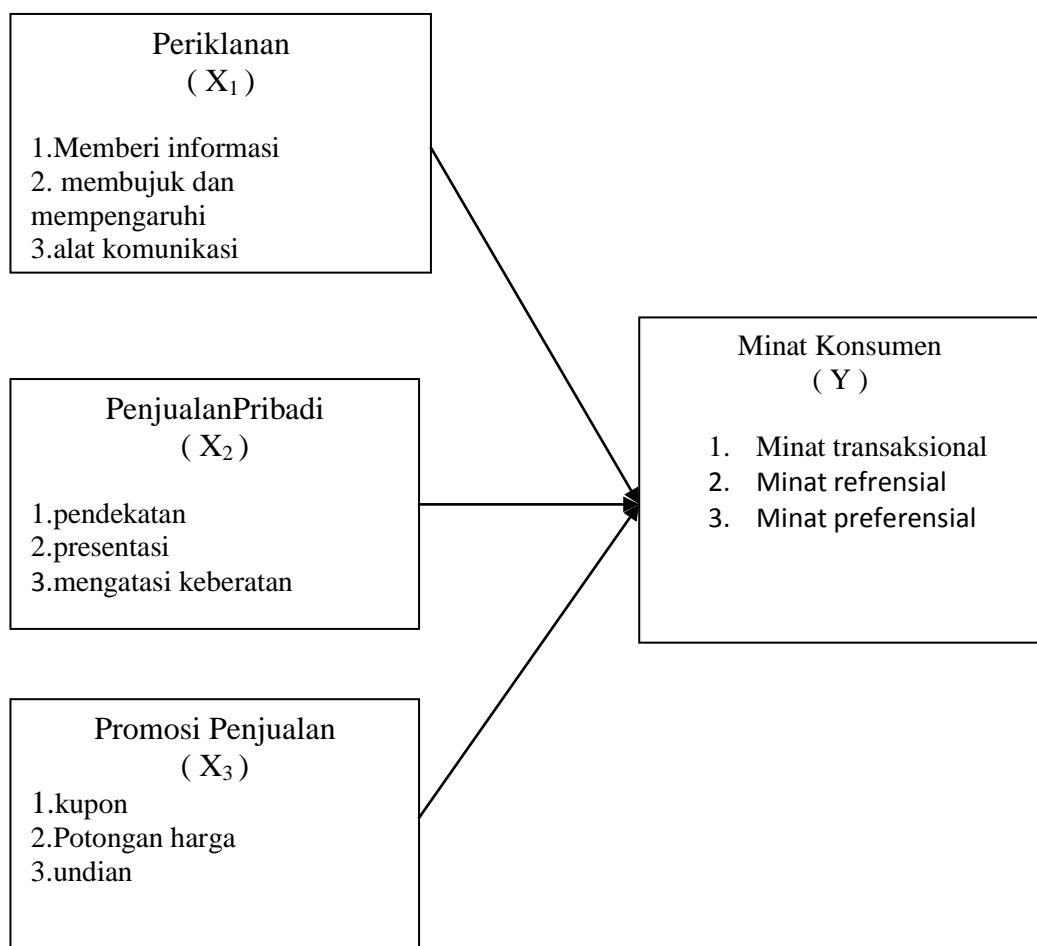 Periklanan
( X₁ )
1.Memberi informasi
2. membujuk dan
mempengaruhi
3.alat komunikasi
PenjualanPribadi
( X₂ )
1.pendekatan
2.presentasi
3.mengatasi keberatan
Promosi Penjualan
( X₃ )
1.kupon
2.Potongan harga
3.undian
Minat Konsumen
( Y )
1. Minat transaksional
2. Minat refrensial
3. Minat preferensial